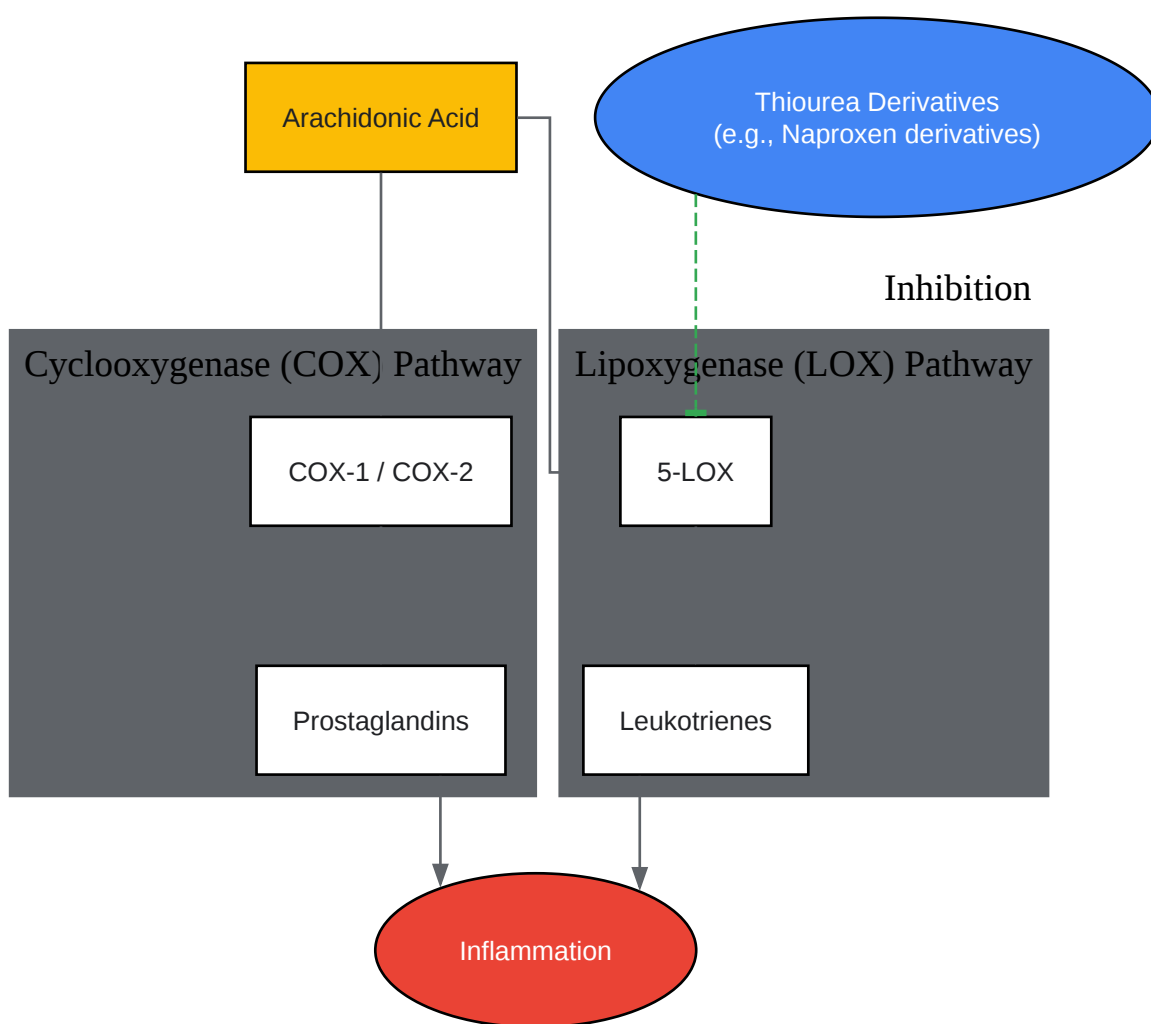 Arachidonic Acid
Thiourea Derivatives
(e.g., Naproxen derivatives)
Inhibition
Cyclooxygenase (COX) Pathway
Lipoxygenase (LOX) Pathway
COX-1 / COX-2
5-LOX
Prostaglandins
Leukotrienes
Inflammation